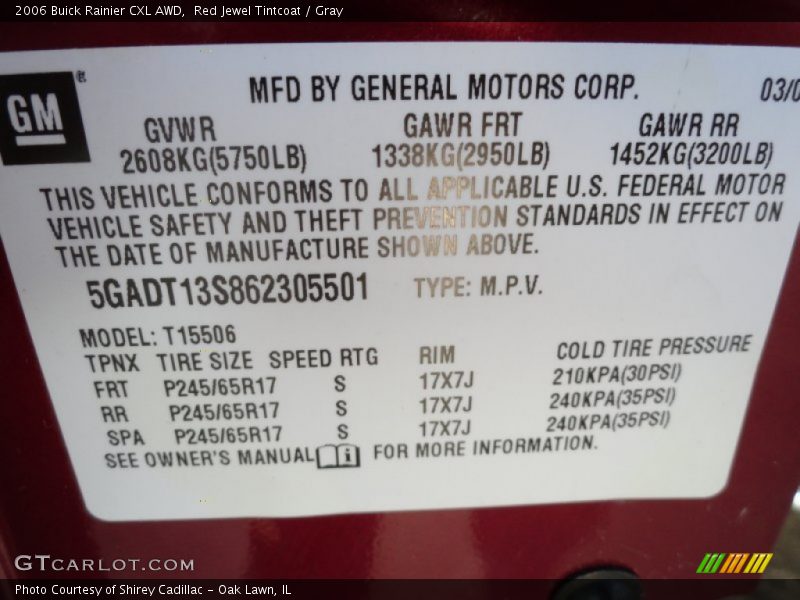 2006 Buick Rainier CXL AWD,  Red Jewel Tintcoat / Gray
GM
MFD BY GENERAL MOTORS CORP. 03/0
GVWR GAWR FRT GAWR RR
2608KG(5750LB) 1338KG(2950LB) 1452KG(3200LB)
THIS VEHICLE CONFORMS TO ALL APPLICABLE U.S. FEDERAL MOTOR
VEHICLE SAFETY AND THEFT PREVENTION STANDARDS IN EFFECT ON
THE DATE OF MANUFACTURE SHOWN ABOVE.
5GADT13S862305501 TYPE: M.P.V.
MODEL: T15506
TPNX TIRE SIZE SPEED RTG RIM COLD TIRE PRESSURE
FRT P245/65R17 S 17X7J 210KPA(30PSI)
RR P245/65R17 S 17X7J 240KPA(35PSI)
SPA P245/65R17 S 17X7J 240KPA(35PSI)
SEE OWNER'S MANUAL i FOR MORE INFORMATION.
GTCARLOT.COM
Photo Courtesy of Shirey Cadillac - Oak Lawn, IL